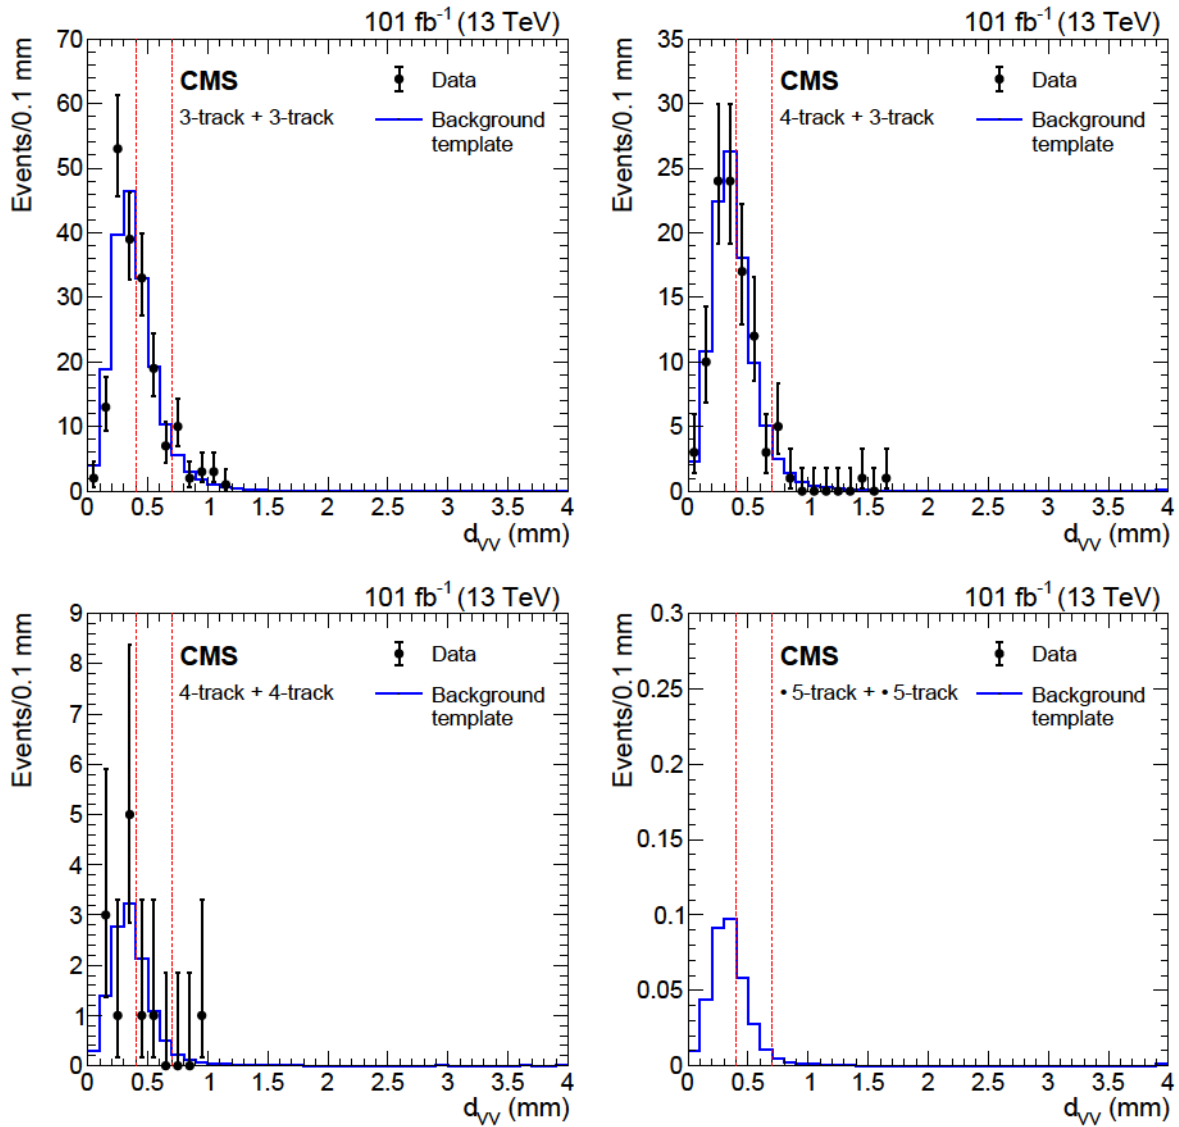 101 fb-1 (13 TeV)
Events/0.1 mm
70
60
50
40
30
20
10
0
CMS
3-track + 3-track
Data
Background
template
0 0.5 1 1.5 2 2.5 3 3.5 4
dVV (mm)
101 fb-1 (13 TeV)
Events/0.1 mm
35
30
25
20
15
10
5
0
CMS
4-track + 3-track
Data
Background
template
0 0.5 1 1.5 2 2.5 3 3.5 4
dVV (mm)
101 fb-1 (13 TeV)
Events/0.1 mm
9
8
7
6
5
4
3
2
1
0
CMS
4-track + 4-track
Data
Background
template
0 0.5 1 1.5 2 2.5 3 3.5 4
dVV (mm)
101 fb-1 (13 TeV)
Events/0.1 mm
0.3
0.25
0.2
0.15
0.1
0.05
0
CMS
• 5-track + • 5-track
Data
Background
template
0 0.5 1 1.5 2 2.5 3 3.5 4
dVV (mm)